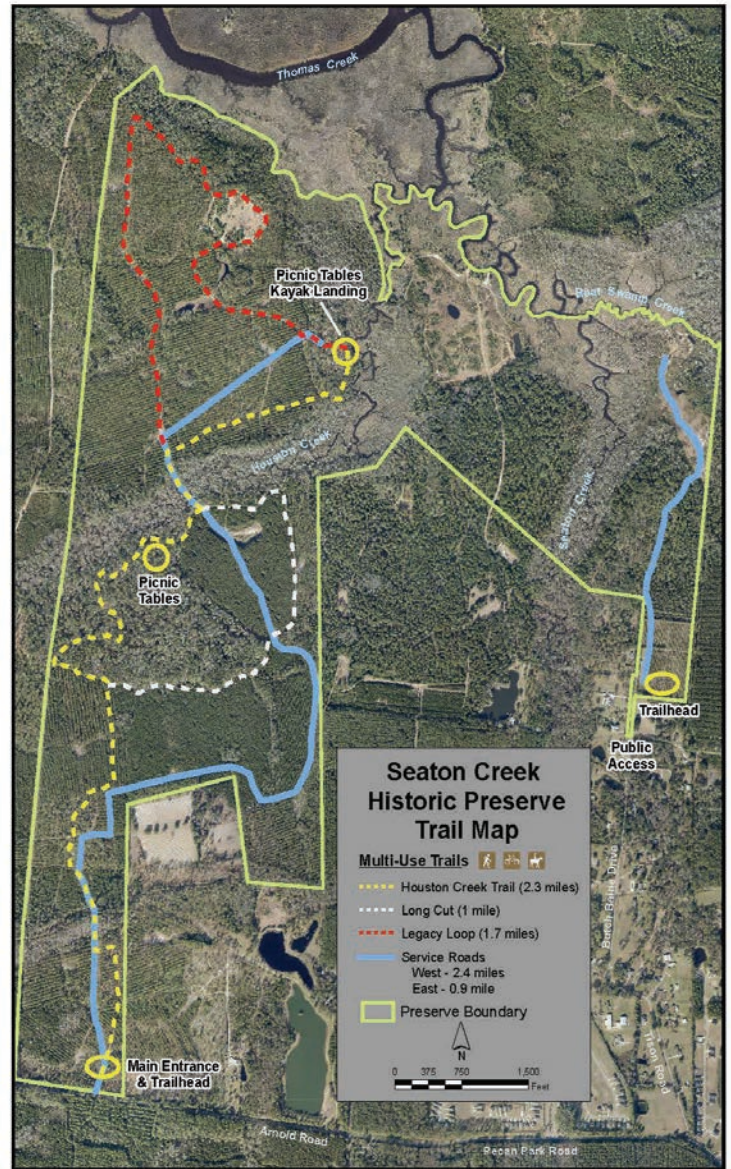 Thomas Creek
Picnic Tables
Kayak Landing
Boat Swamp Creek
Houston Creek
Seaton Creek
Picnic
Tables
Trailhead
Public
Access
Seaton Creek
Historic Preserve
Trail Map
Multi-Use Trails
Houston Creek Trail (2.3 miles)
Long Cut (1 mile)
Legacy Loop (1.7 miles)
Service Roads
West - 2.4 miles
East - 0.9 mile
Preserve Boundary
N
0 375 750 1,500
Feet
Main Entrance
& Trailhead
Arnold Road
Pecan Park Road